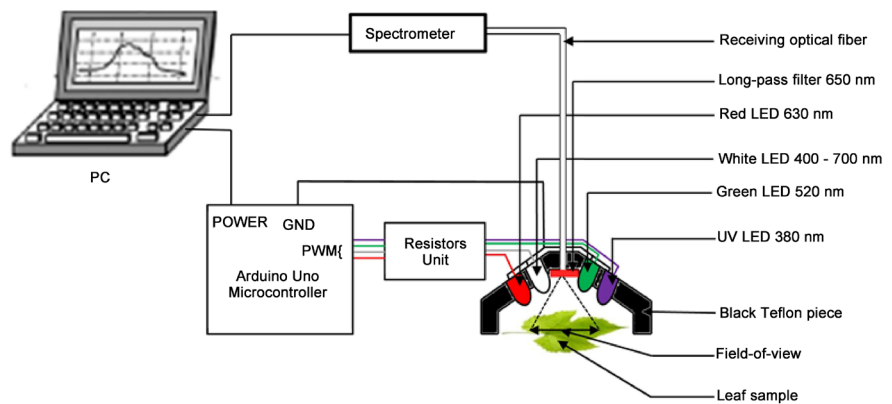 Spectrometer
Receiving optical fiber
Long-pass filter 650 nm
Red LED 630 nm
White LED 400 - 700 nm
Green LED 520 nm
UV LED 380 nm
Black Teflon piece
Field-of-view
Leaf sample
PC
POWER
GND
PWM{
Arduino Uno
Microcontroller
Resistors
Unit